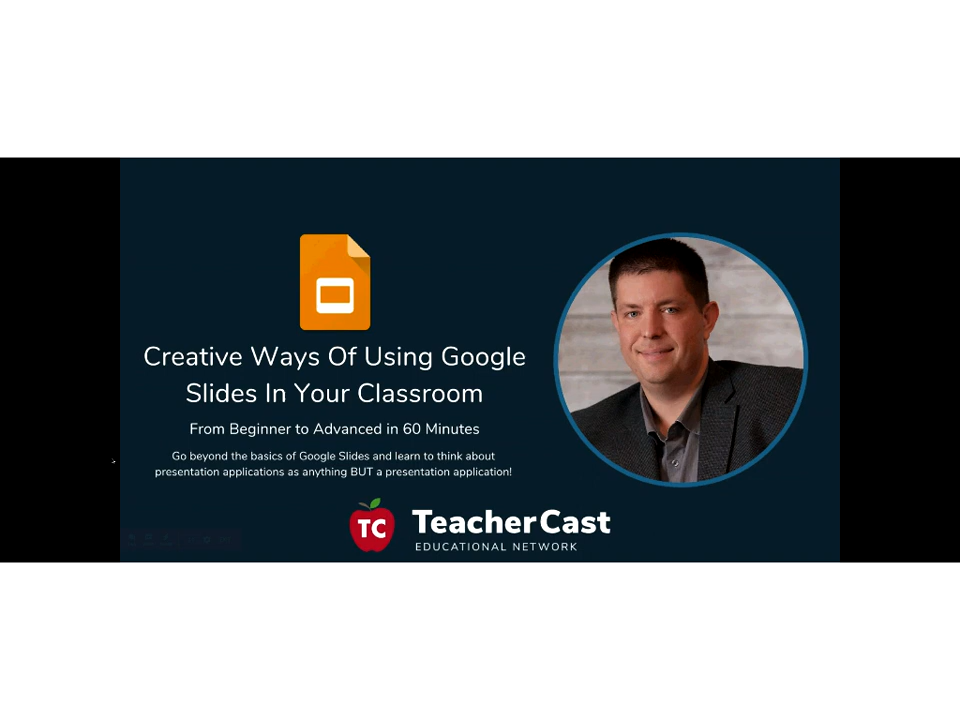 Creative Ways Of Using Google
Slides In Your Classroom
From Beginner to Advanced in 60 Minutes
Go beyond the basics of Google Slides and learn to think about
presentation applications as anything BUT a presentation application!
TC
TeacherCast
EDUCATIONAL NETWORK